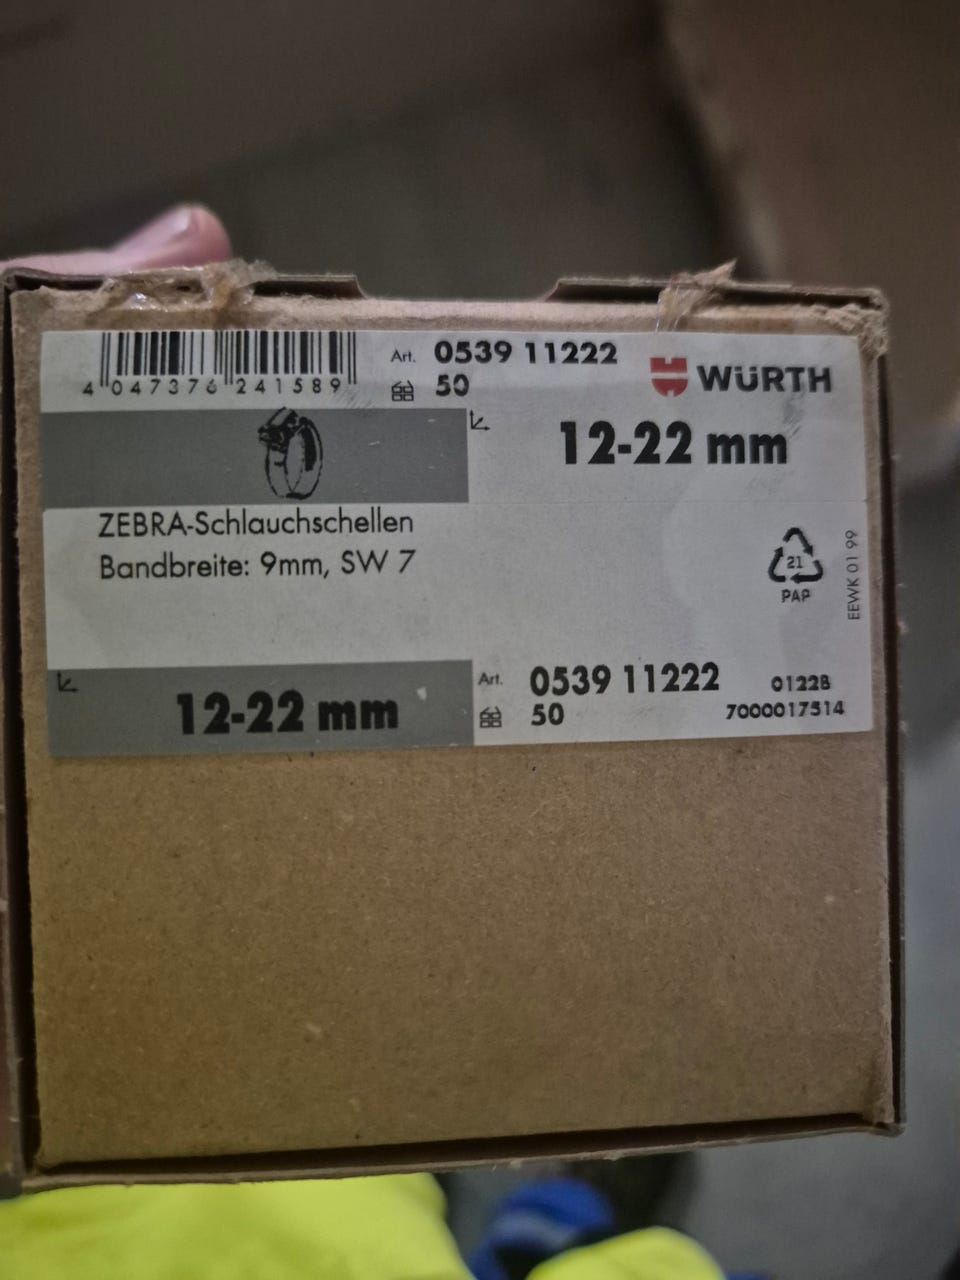 Art. 0539 11222
50
WÜRTH
4 047376 241589
12-22 mm
ZEBRA-Schlauchschellen
Bandbreite: 9mm, SW 7
21
PAP
EEWK 01 99
12-22 mm
Art. 0539 11222
50
0122B
7000017514